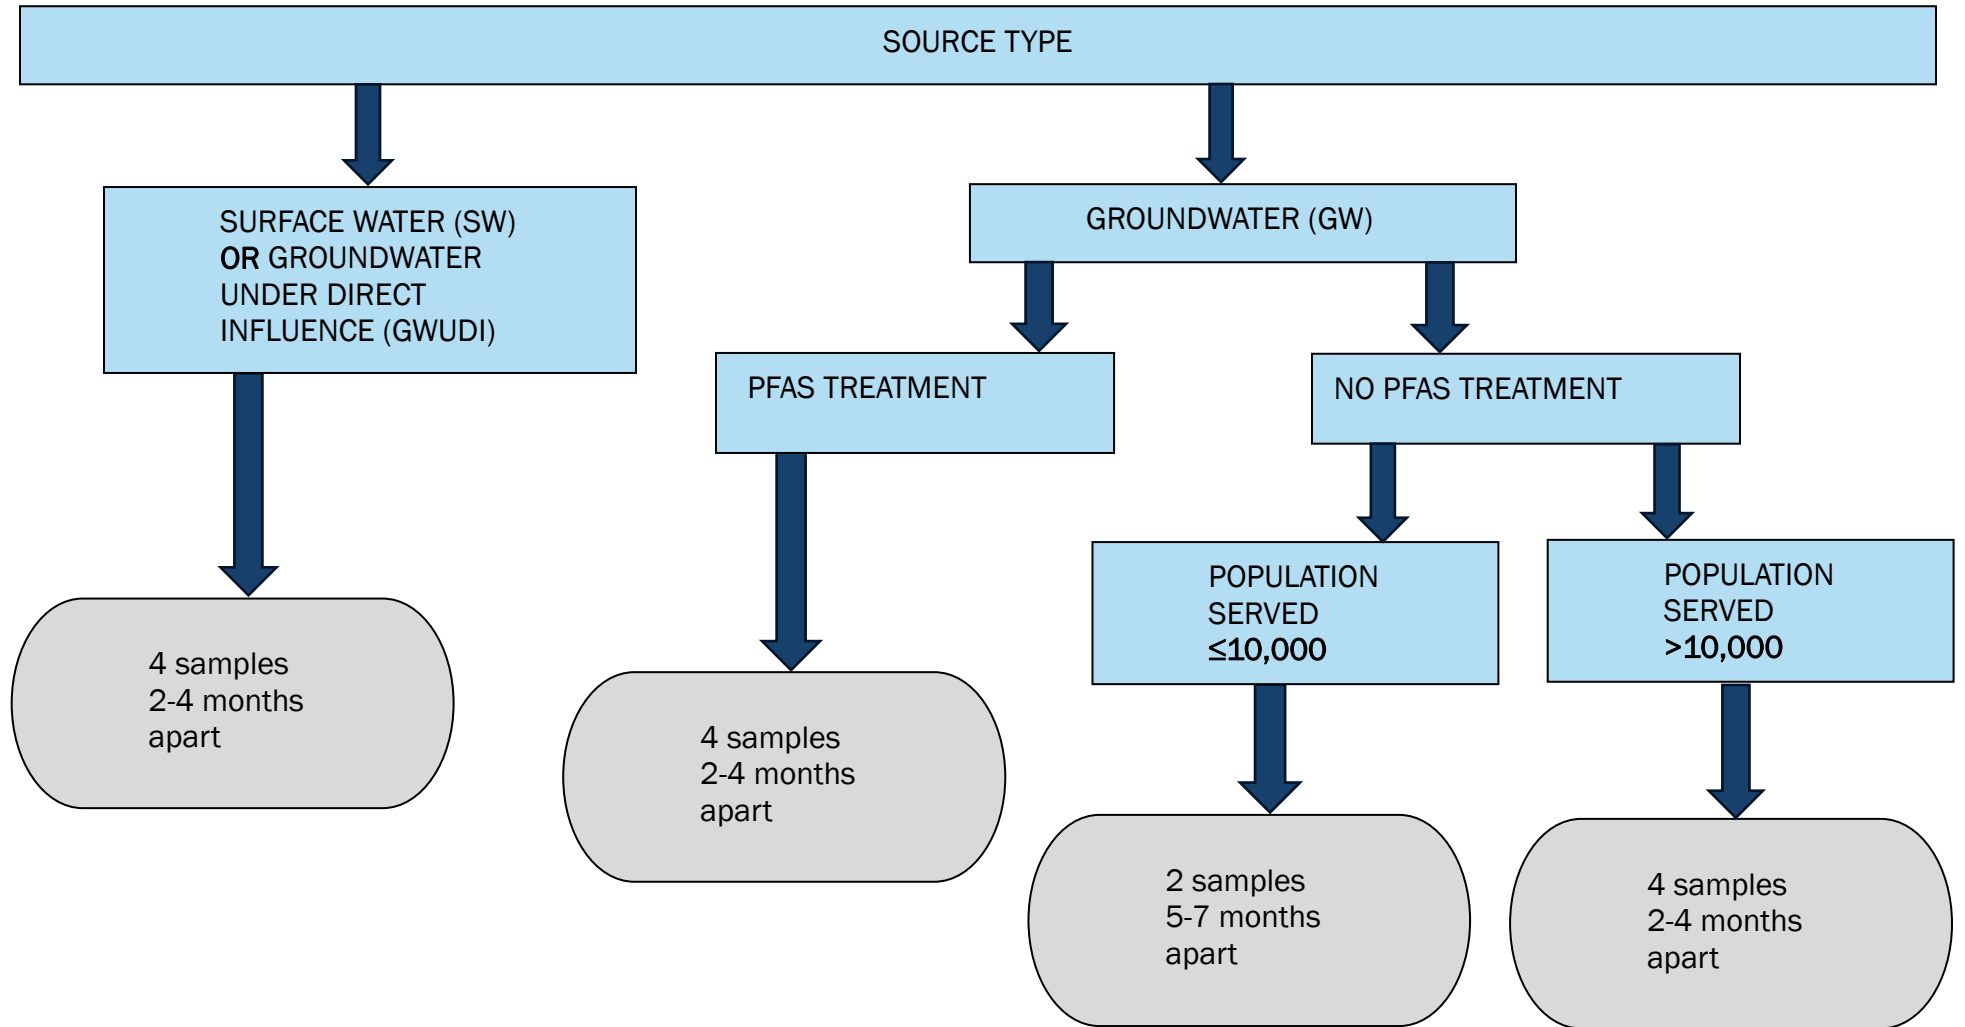 SOURCE TYPE
SURFACE WATER (SW)
OR GROUNDWATER
UNDER DIRECT
INFLUENCE (GWUDI)
GROUNDWATER (GW)
PFAS TREATMENT
NO PFAS TREATMENT
POPULATION
SERVED
≤10,000
POPULATION
SERVED
>10,000
4 samples
2-4 months
apart
4 samples
2-4 months
apart
2 samples
5-7 months
apart
4 samples
2-4 months
apart